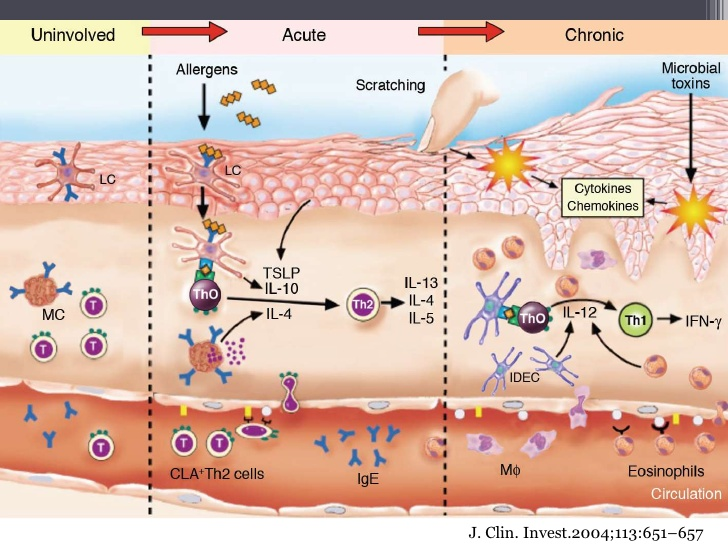 Uninvolved
Acute
Chronic
Allergens
Scratching
Microbial
toxins
LC
LC
Cytokines
Chemokines
TSLP
IL-10
IL-4
ThO
Th2
IL-13
IL-4
IL-5
MC
T
T
T
ThO
IL-12
Th1
IFN-γ
IDEC
T
T
T
CLA+Th2 cells
IgE
Mϕ
Eosinophils
Circulation
J. Clin. Invest.2004;113:651–657